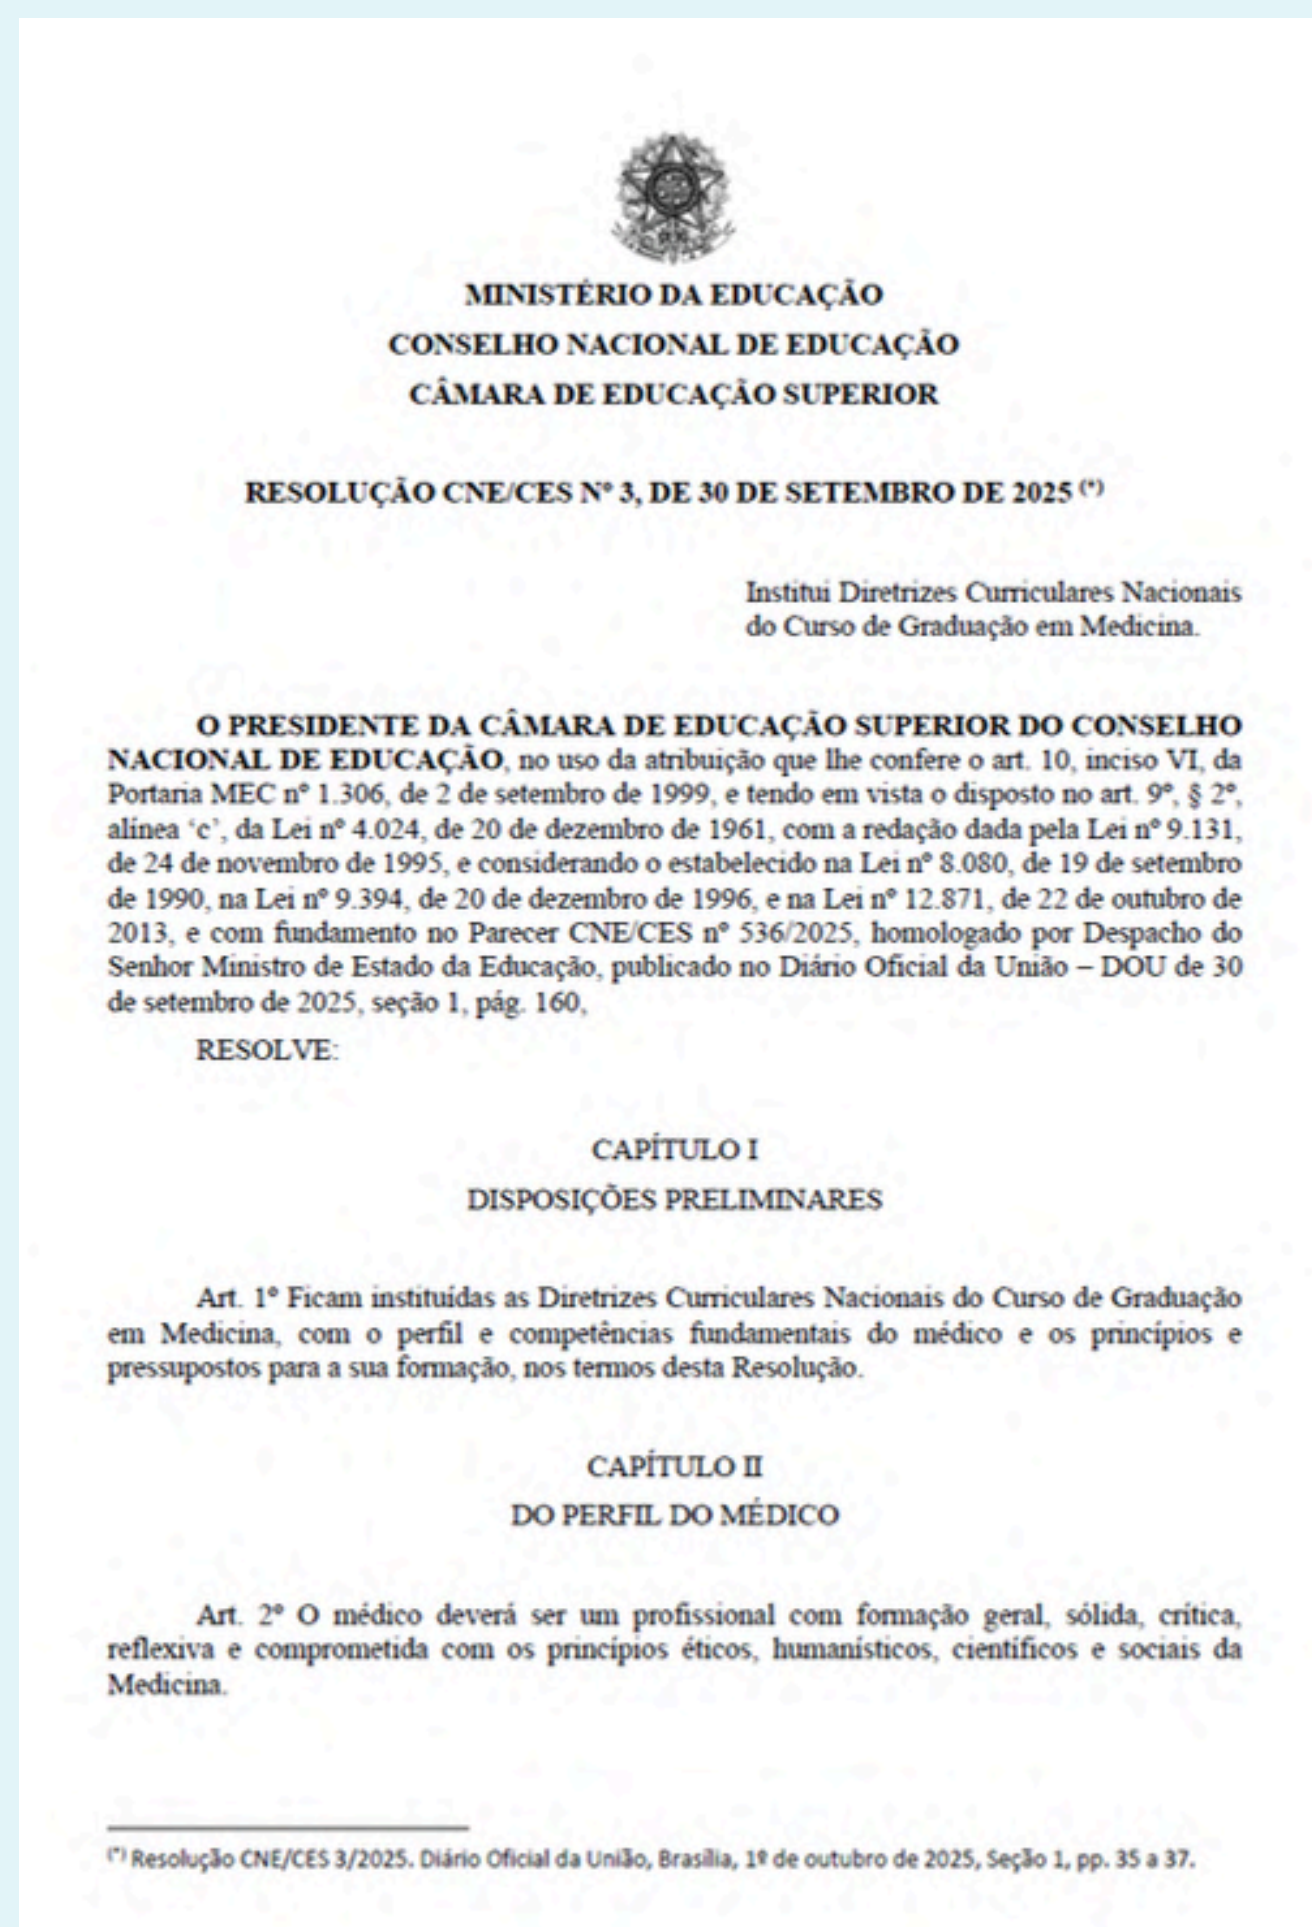 MINISTÉRIO DA EDUCAÇÃO
CONSELHO NACIONAL DE EDUCAÇÃO
CÂMARA DE EDUCAÇÃO SUPERIOR
RESOLUÇÃO CNE/CES Nº 3, DE 30 DE SETEMBRO DE 2025 (*)
Institui Diretrizes Curriculares Nacionais
do Curso de Graduação em Medicina.
O PRESIDENTE DA CÂMARA DE EDUCAÇÃO SUPERIOR DO CONSELHO
NACIONAL DE EDUCAÇÃO, no uso da atribuição que lhe confere o art. 10, inciso VI, da
Portaria MEC nº 1.306, de 2 de setembro de 1999, e tendo em vista o disposto no art. 9º, § 2º,
alínea ‘c’, da Lei nº 4.024, de 20 de dezembro de 1961, com a redação dada pela Lei nº 9.131,
de 24 de novembro de 1995, e considerando o estabelecido na Lei nº 8.080, de 19 de setembro
de 1990, na Lei nº 9.394, de 20 de dezembro de 1996, e na Lei nº 12.871, de 22 de outubro de
2013, e com fundamento no Parecer CNE/CES nº 536/2025, homologado por Despacho do
Senhor Ministro de Estado da Educação, publicado no Diário Oficial da União – DOU de 30
de setembro de 2025, seção 1, pág. 160,
RESOLVE:
CAPÍTULO I
DISPOSIÇÕES PRELIMINARES
Art. 1º Ficam instituídas as Diretrizes Curriculares Nacionais do Curso de Graduação
em Medicina, com o perfil e competências fundamentais do médico e os princípios e
pressupostos para a sua formação, nos termos desta Resolução.
CAPÍTULO II
DO PERFIL DO MÉDICO
Art. 2º O médico deverá ser um profissional com formação geral, sólida, crítica,
reflexiva e comprometida com os princípios éticos, humanísticos, científicos e sociais da
Medicina.
(*) Resolução CNE/CES 3/2025. Diário Oficial da União, Brasília, 1º de outubro de 2025, Seção 1, pp. 35 a 37.